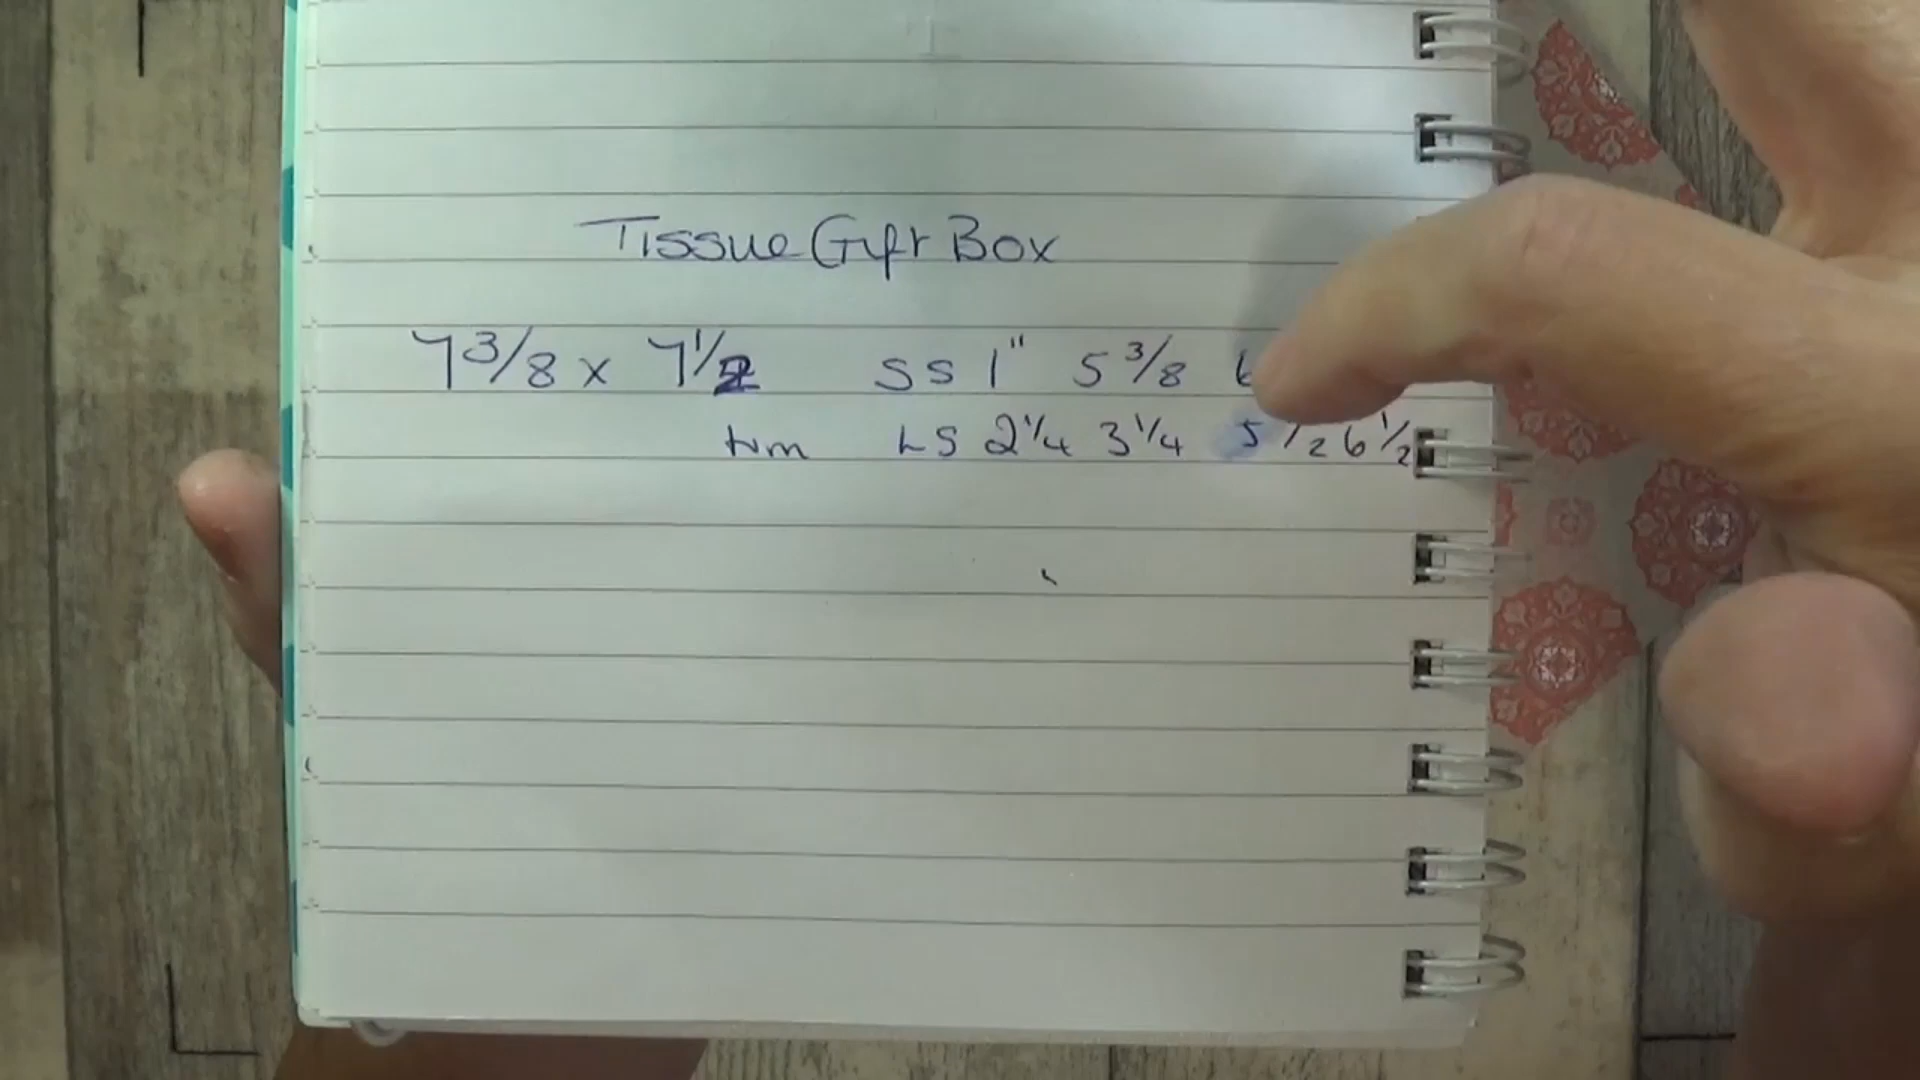 Tissue Gift Box
7 3/8 x 7 1/2 SS 1" 5 3/8 6
LS 2 1/4 3 1/4 5 1/2 6 1/2